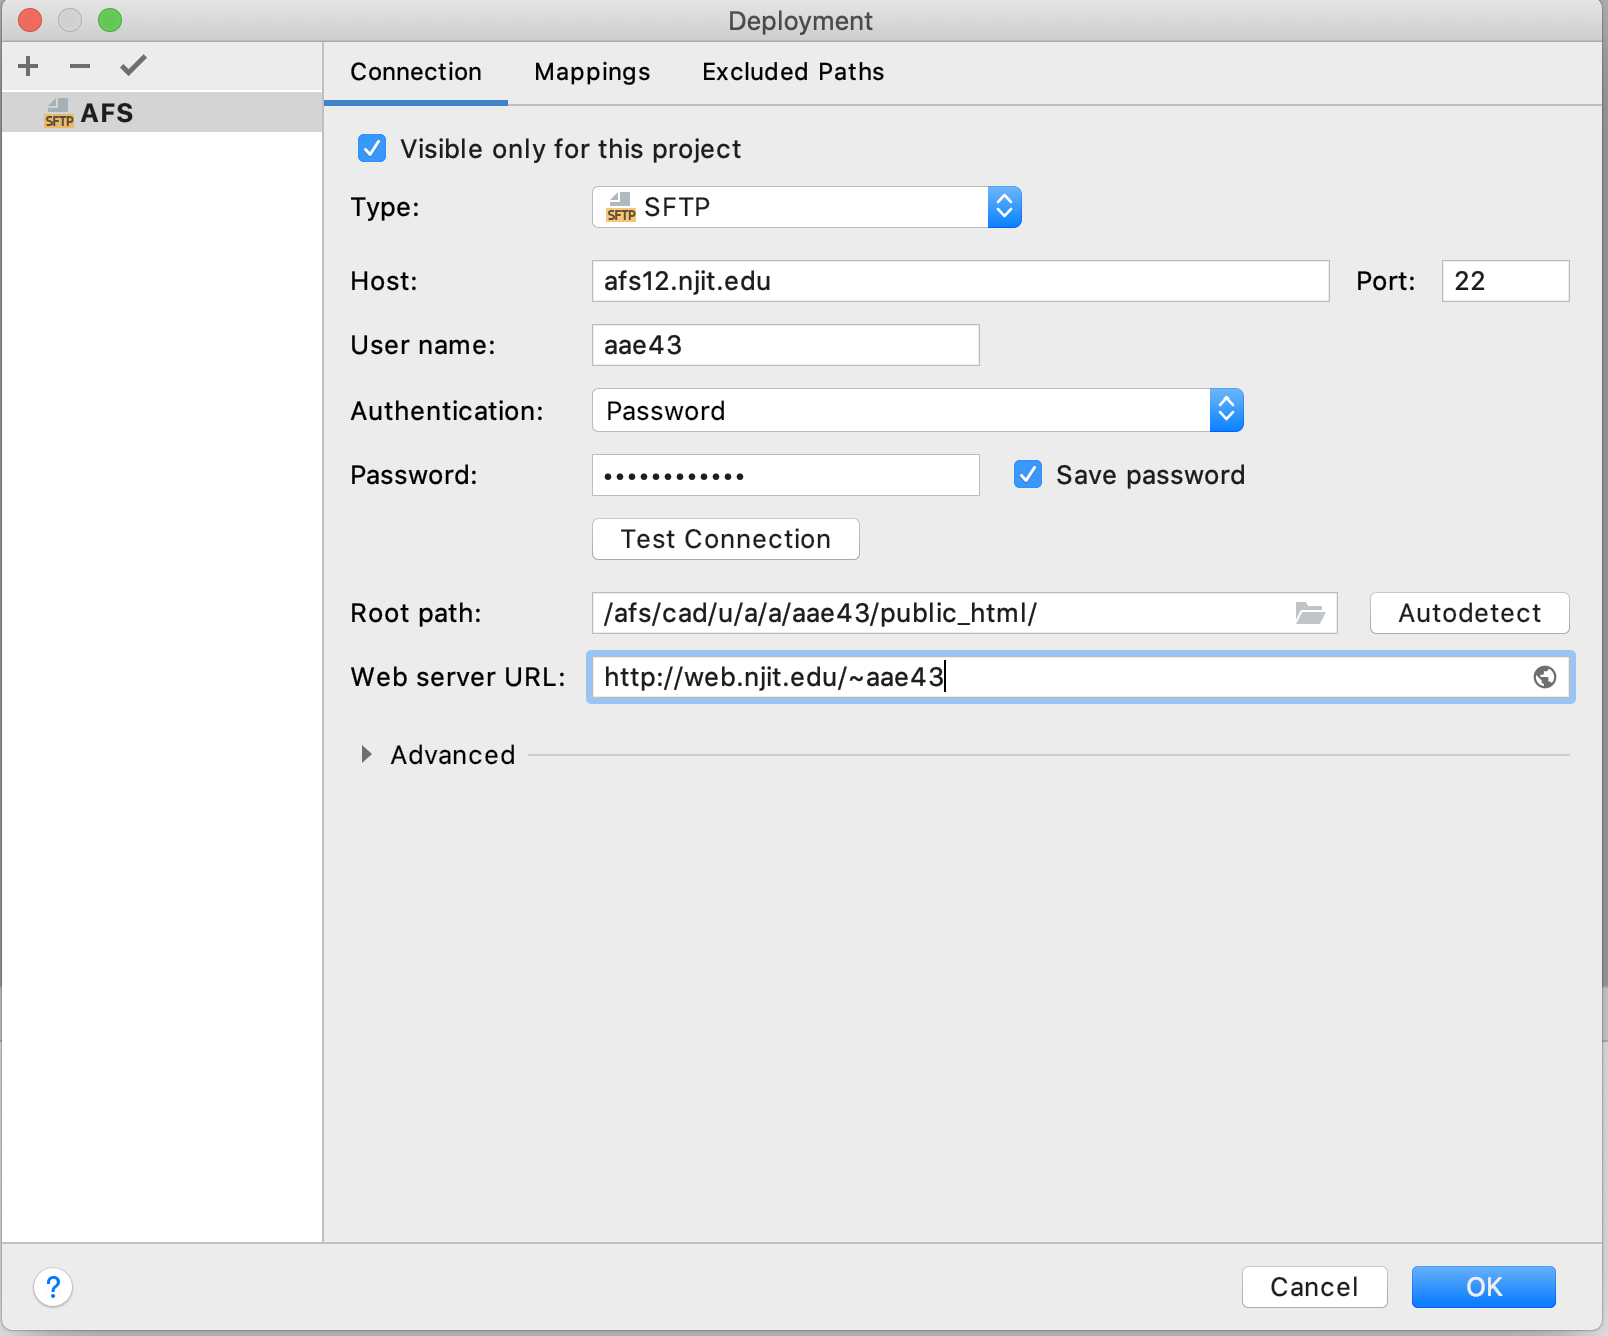 Deployment
Connection Mappings Excluded Paths
SFTP AFS
Visible only for this project
Type: SFTP SFTP
Host: afs12.njit.edu Port: 22
User name: aae43
Authentication: Password
Password: •••••••••••• Save password
Test Connection
Root path: /afs/cad/u/a/a/aae43/public_html/ Autodetect
Web server URL: http://web.njit.edu/~aae43
Advanced
? Cancel OK